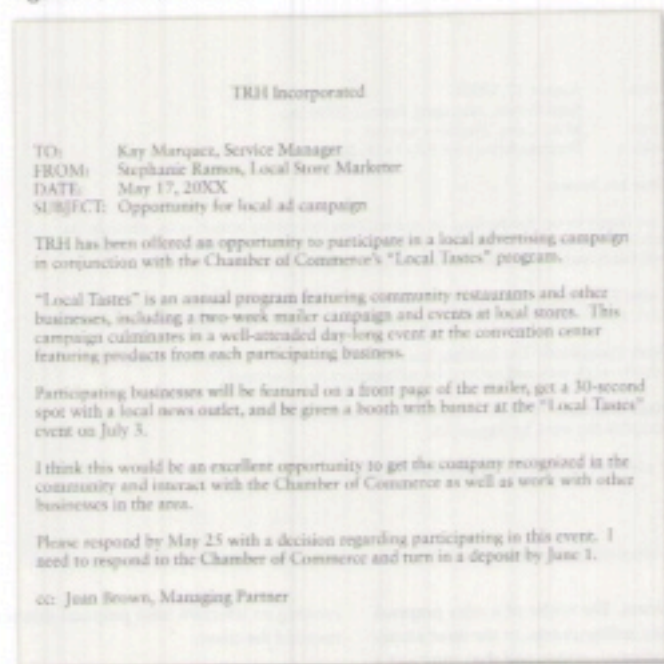 TRH Incorporated
TO: Kay Marquez, Service Manager
FROM: Stephanie Ramos, Local Store Marketer
DATE: May 17, 20XX
SUBJECT: Opportunity for local ad campaign
TRH has been offered an opportunity to participate in a local advertising campaign
in conjunction with the Chamber of Commerce's "Local Tastes" program.
"Local Tastes" is an annual program featuring community restaurants and other
businesses, including a two-week mailer campaign and events at local stores. This
campaign culminates in a well-attended day-long event at the convention center
featuring products from each participating business.
Participating businesses will be featured on a front page of the mailer, get a 30-second
spot with a local news outlet, and be given a booth with banner at the "Local Tastes"
event on July 3.
I think this would be an excellent opportunity to get the company recognized in the
community and interact with the Chamber of Commerce as well as work with other
businesses in the area.
Please respond by May 25 with a decision regarding participating in this event. I
need to respond to the Chamber of Commerce and turn in a deposit by June 1.
cc: Joan Brown, Managing Partner